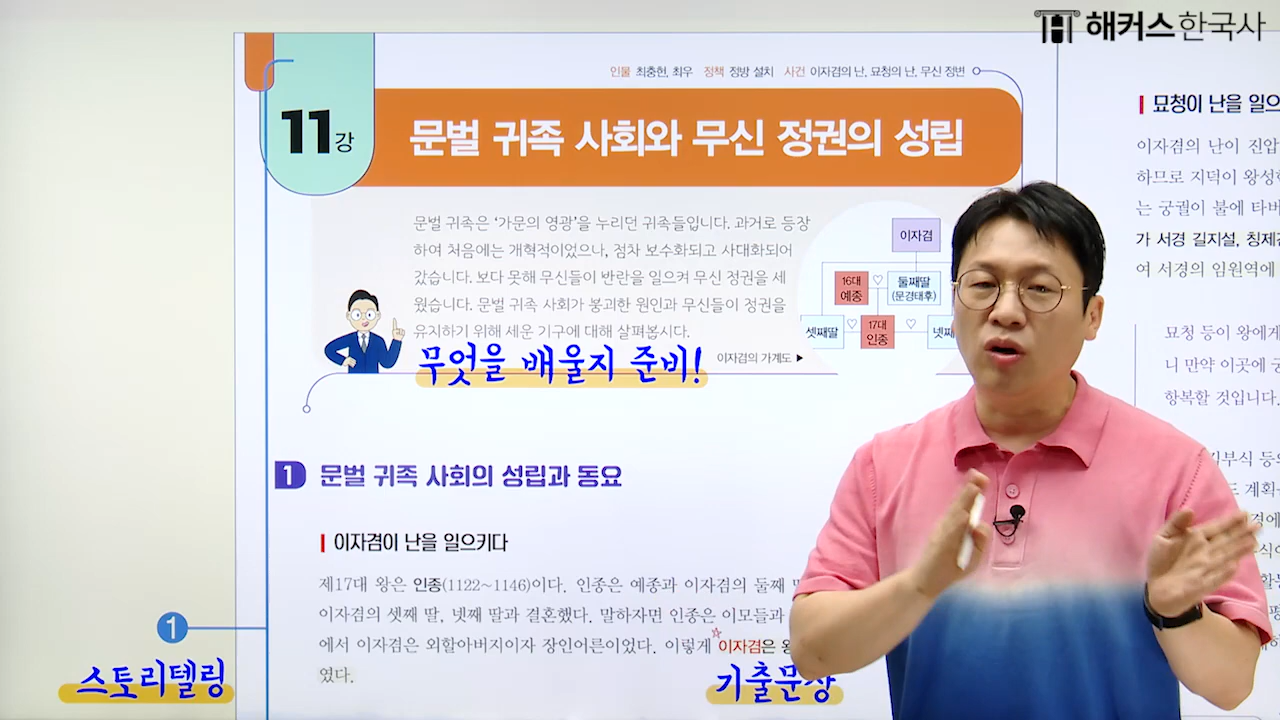 해커스한국사
인물 최충헌, 최우 정책 정방 설치 사건 이자겸의 난, 묘청의 난, 무신 정변
11강
문벌 귀족 사회와 무신 정권의 성립
문벌 귀족은 ‘가문의 영광’을 누리던 귀족들입니다. 과거로 등장
하여 처음에는 개혁적이었으나, 점차 보수화되고 사대화되어
갔습니다. 보다 못해 무신들이 반란을 일으켜 무신 정권을 세
웠습니다. 문벌 귀족 사회가 붕괴한 원인과 무신들이 정권을
유지하기 위해 세운 기구에 대해 살펴봅시다.
무엇을 배울지 준비!
이자겸
16대
예종
♡
둘째딸
(문경태후)
셋째딸
♡
17대
인종
♡
넷째
이자겸의 가계도 ▶
1 문벌 귀족 사회의 성립과 동요
이자겸이 난을 일으키다
제17대 왕은 인종(1122~1146)이다. 인종은 예종과 이자겸의 둘째
이자겸의 셋째 딸, 넷째 딸과 결혼했다. 말하자면 인종은 이모들과
에서 이자겸은 외할아버지이자 장인어른이었다. 이렇게 이자겸은
였다.
1
스토리텔링
기출문장
묘청이 난을 일으
이자겸의 난이 진압
하므로 지덕이 왕성
는 궁궐이 불에 타버
가 서경 길지설, 칭제
여 서경의 임원역에
묘청 등이 왕에게
니 만약 이곳에 궁
항복할 것입니다.
부식 등
도 계획